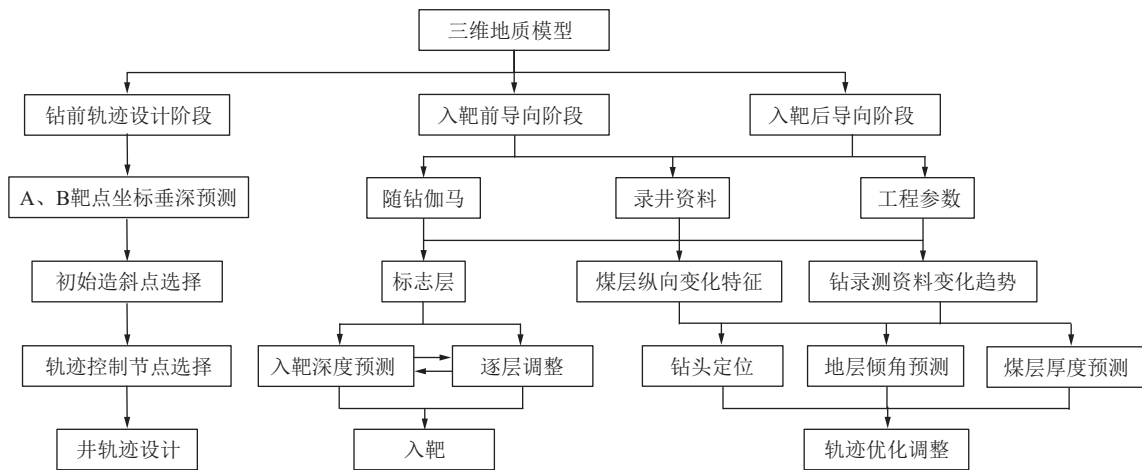 三维地质模型
钻前轨迹设计阶段
入靶前导向阶段
入靶后导向阶段
A、B靶点坐标垂深预测
随钻伽马
录井资料
工程参数
初始造斜点选择
标志层
煤层纵向变化特征
钻录测资料变化趋势
轨迹控制节点选择
入靶深度预测
逐层调整
钻头定位
地层倾角预测
煤层厚度预测
井轨迹设计
入靶
轨迹优化调整